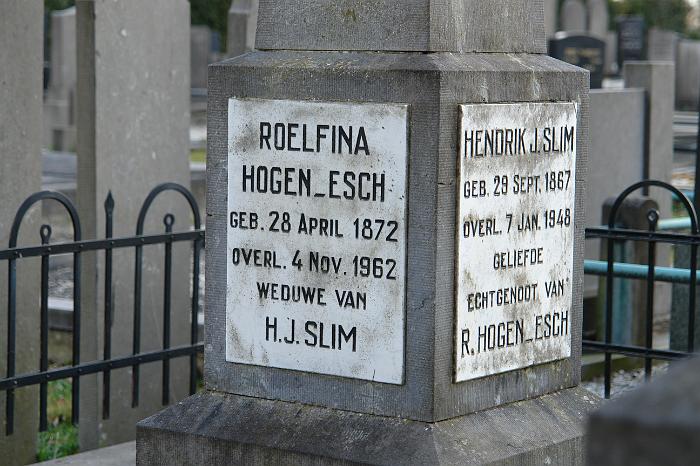 ROELFINA
HOGEN_ESCH
GEB. 28 APRIL 1872
OVERL. 4 NOV. 1962
WEDUWE VAN
H.J. SLIM
HENDRIK J. SLIM
GEB. 29 SEPT. 1867
OVERL. 7 JAN. 1948
GELIEFDE
ECHTGENOOT VAN
R. HOGEN_ESCH